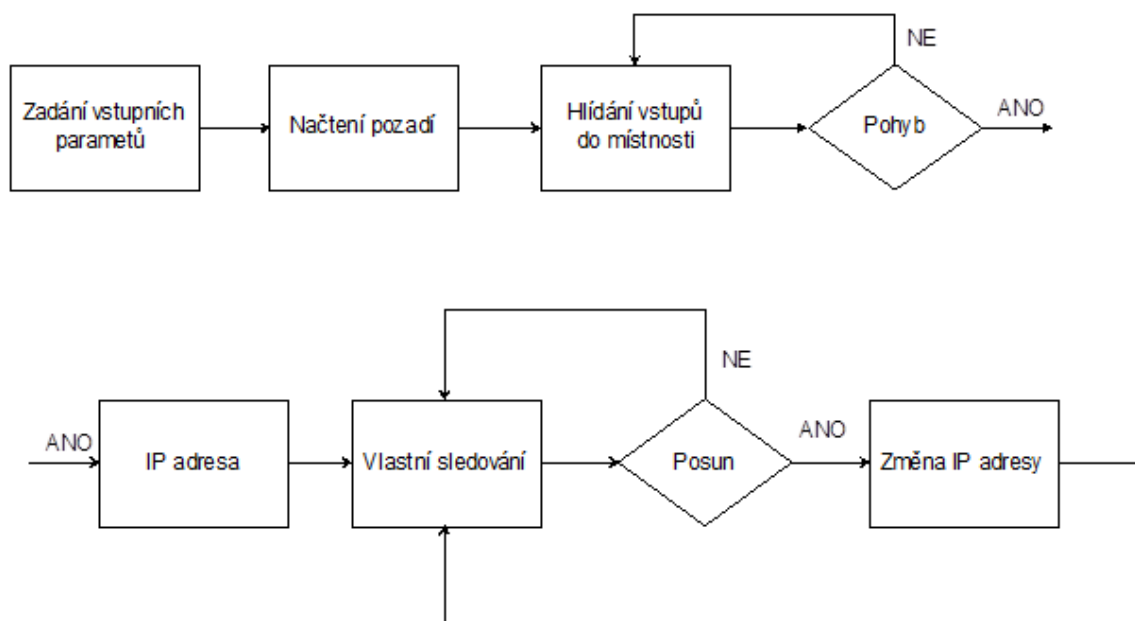 NE
Zadání vstupních
parametů
Načtení pozadí
Hlídání vstupů
do místnosti
Pohyb
ANO
NE
ANO
IP adresa
Vlastní sledování
Posun
ANO
Změna IP adresy